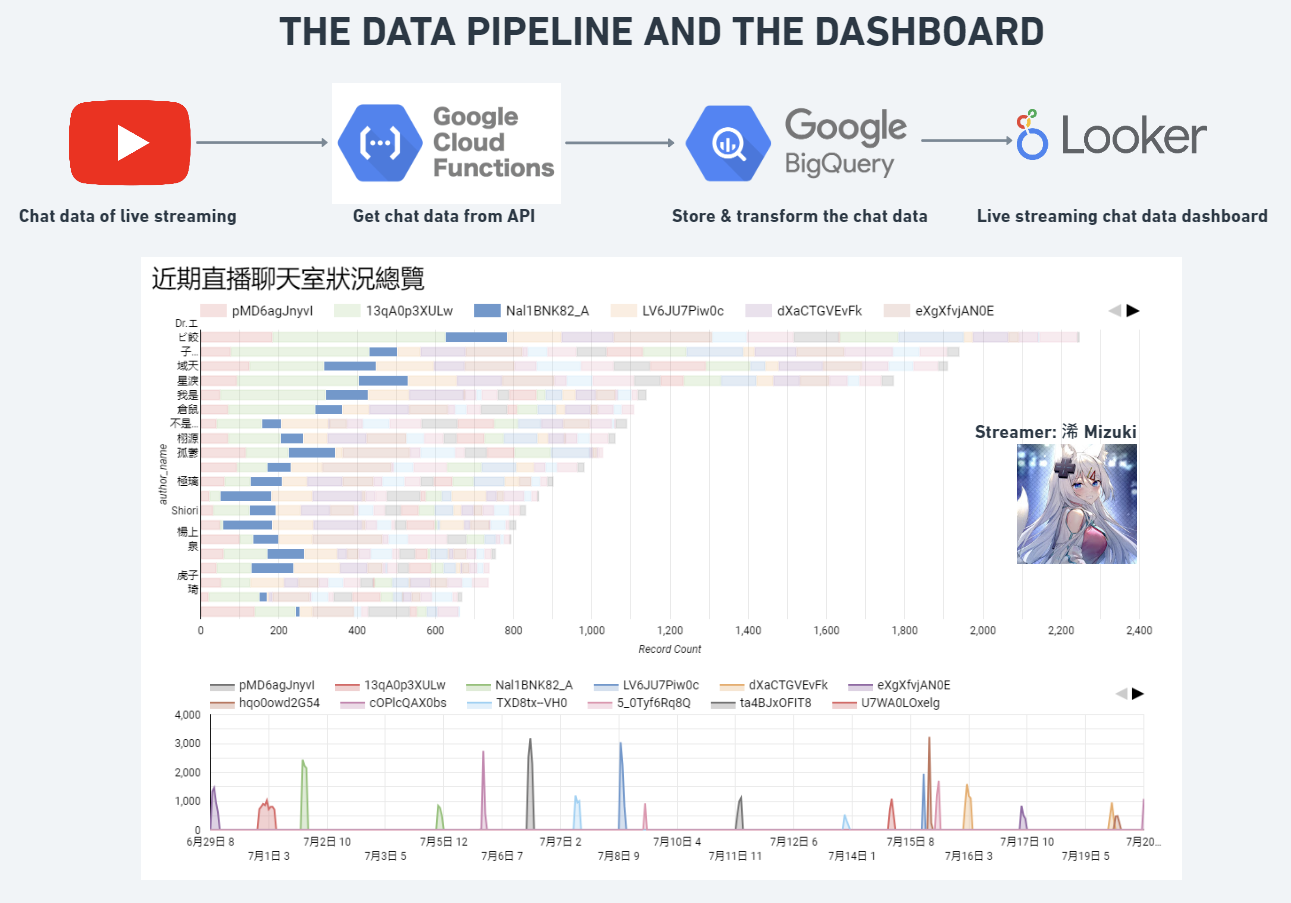 THE DATA PIPELINE AND THE DASHBOARD
Google Cloud Functions
Google BigQuery
Looker
Chat data of live streaming
Get chat data from API
Store & transform the chat data
Live streaming chat data dashboard
近期直播聊天室狀況總覽
pMD6agJnyvI 13qA0p3XULw Nal1BNK82_A LV6JU7Piw0c dXaCTGVEvFk eXgXfvjAN0E
Dr.エ
ビ餃
子...
域天
星淚
我是
倉鼠
不是...
栩源
孤鬱
極璃
Shiori
楊上
泉
虎子
琦
author_name
Streamer: 浠 Mizuki
0 200 400 600 800 1,000 1,200 1,400 1,600 1,800 2,000 2,200 2,400
Record Count
pMD6agJnyvI 13qA0p3XULw Nal1BNK82_A LV6JU7Piw0c dXaCTGVEvFk eXgXfvjAN0E
hqo0owd2G54 cOPlcQAX0bs TXD8tx--VH0 5_0Tyf6Rq8Q ta4BJxOFIT8 U7WA0LOxelg
4,000
3,000
2,000
1,000
0
6月29日 8 7月2日 10 7月5日 12 7月7日 2 7月10日 4 7月12日 6 7月15日 8 7月17日 10 7月20...
7月1日 3 7月3日 5 7月6日 7 7月8日 9 7月11日 11 7月14日 1 7月16日 3 7月19日 5